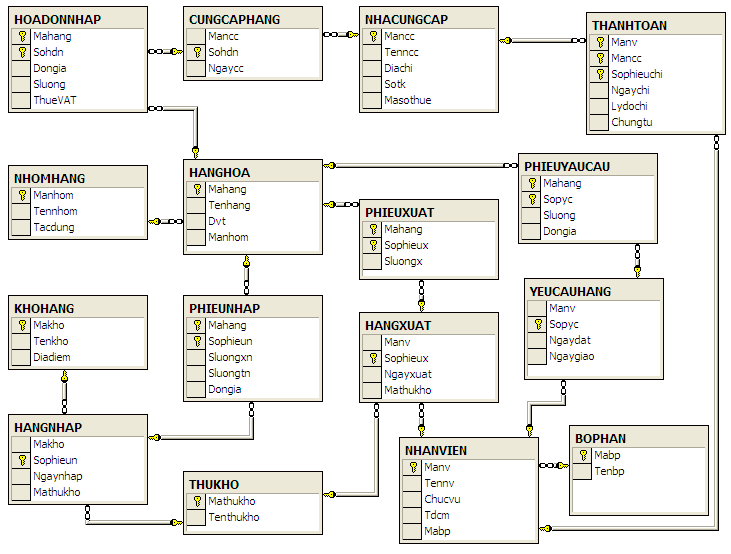 HOADONNHAP
Mahang
Sohdn
Dongia
Sluong
ThueVAT
CUNGCAPHANG
Mancc
Sohdn
Ngaycc
NHACUNGCAP
Mancc
Tenncc
Diachi
Sotk
Masothue
THANHTOAN
Manv
Mancc
Sophieuchi
Ngaychi
Lydochi
Chungtu
NHOMHANG
Manhom
Tennhom
Tacdung
HANGHOA
Mahang
Tenhang
Dvt
Manhom
PHIEUXUAT
Mahang
Sophieux
Sluongx
PHIEUYAUCAU
Mahang
Sopyc
Sluong
Dongia
KHOHANG
Makho
Tenkho
Diadiem
PHIEUNHAP
Mahang
Sophieun
Sluongxn
Sluongtn
Dongia
HANGXUAT
Manv
Sophieux
Ngayxuat
Mathukho
YEUCAUHANG
Manv
Sopyc
Ngaydat
Ngaygiao
HANGNHAP
Makho
Sophieun
Ngaynhap
Mathukho
THUKHO
Mathukho
Tenthukho
NHANVIEN
Manv
Tennv
Chucvu
Tdcm
Mabp
BOPHAN
Mabp
Tenbp